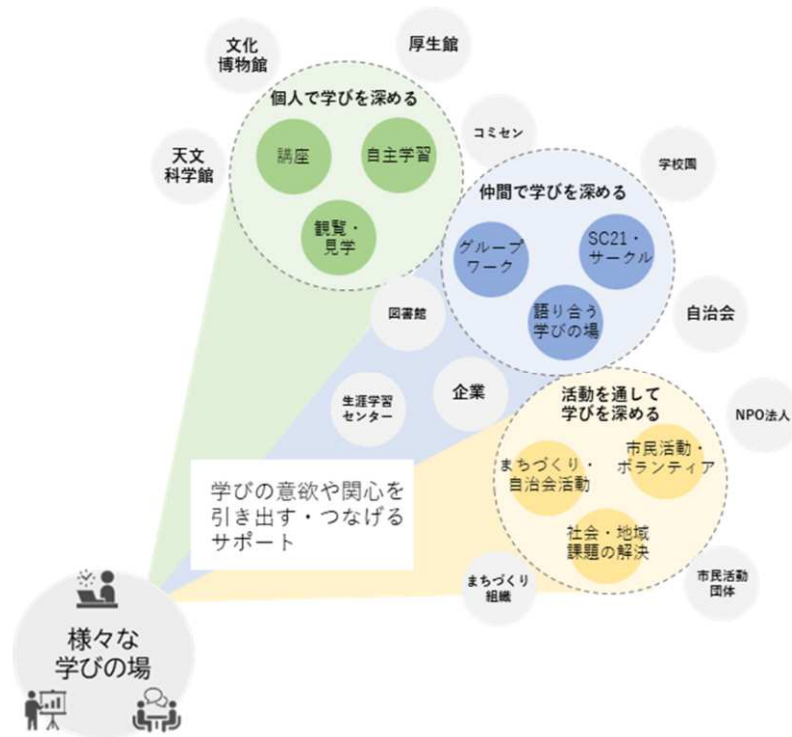 文化
博物館
厚生館
個人で学びを深める
コミセン
天文
科学館
講座
自主学習
学校園
仲間で学びを深める
観覧・
見学
グループ
ワーク
SC21・
サークル
図書館
語り合う
学びの場
自治会
生涯学習
センター
企業
活動を通して
学びを深める
NPO法人
まちづくり・
自治会活動
市民活動・
ボランティア
学びの意欲や関心を
引き出す・つなげる
サポート
社会・地域
課題の解決
まちづくり
組織
市民活動
団体
様々な
学びの場